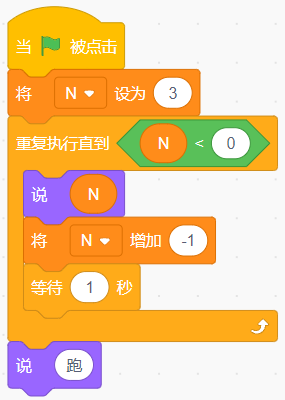 当 被点击
将 N 设为 3
重复执行直到 N < 0
说 N
将 N 增加 -1
等待 1 秒
说 跑